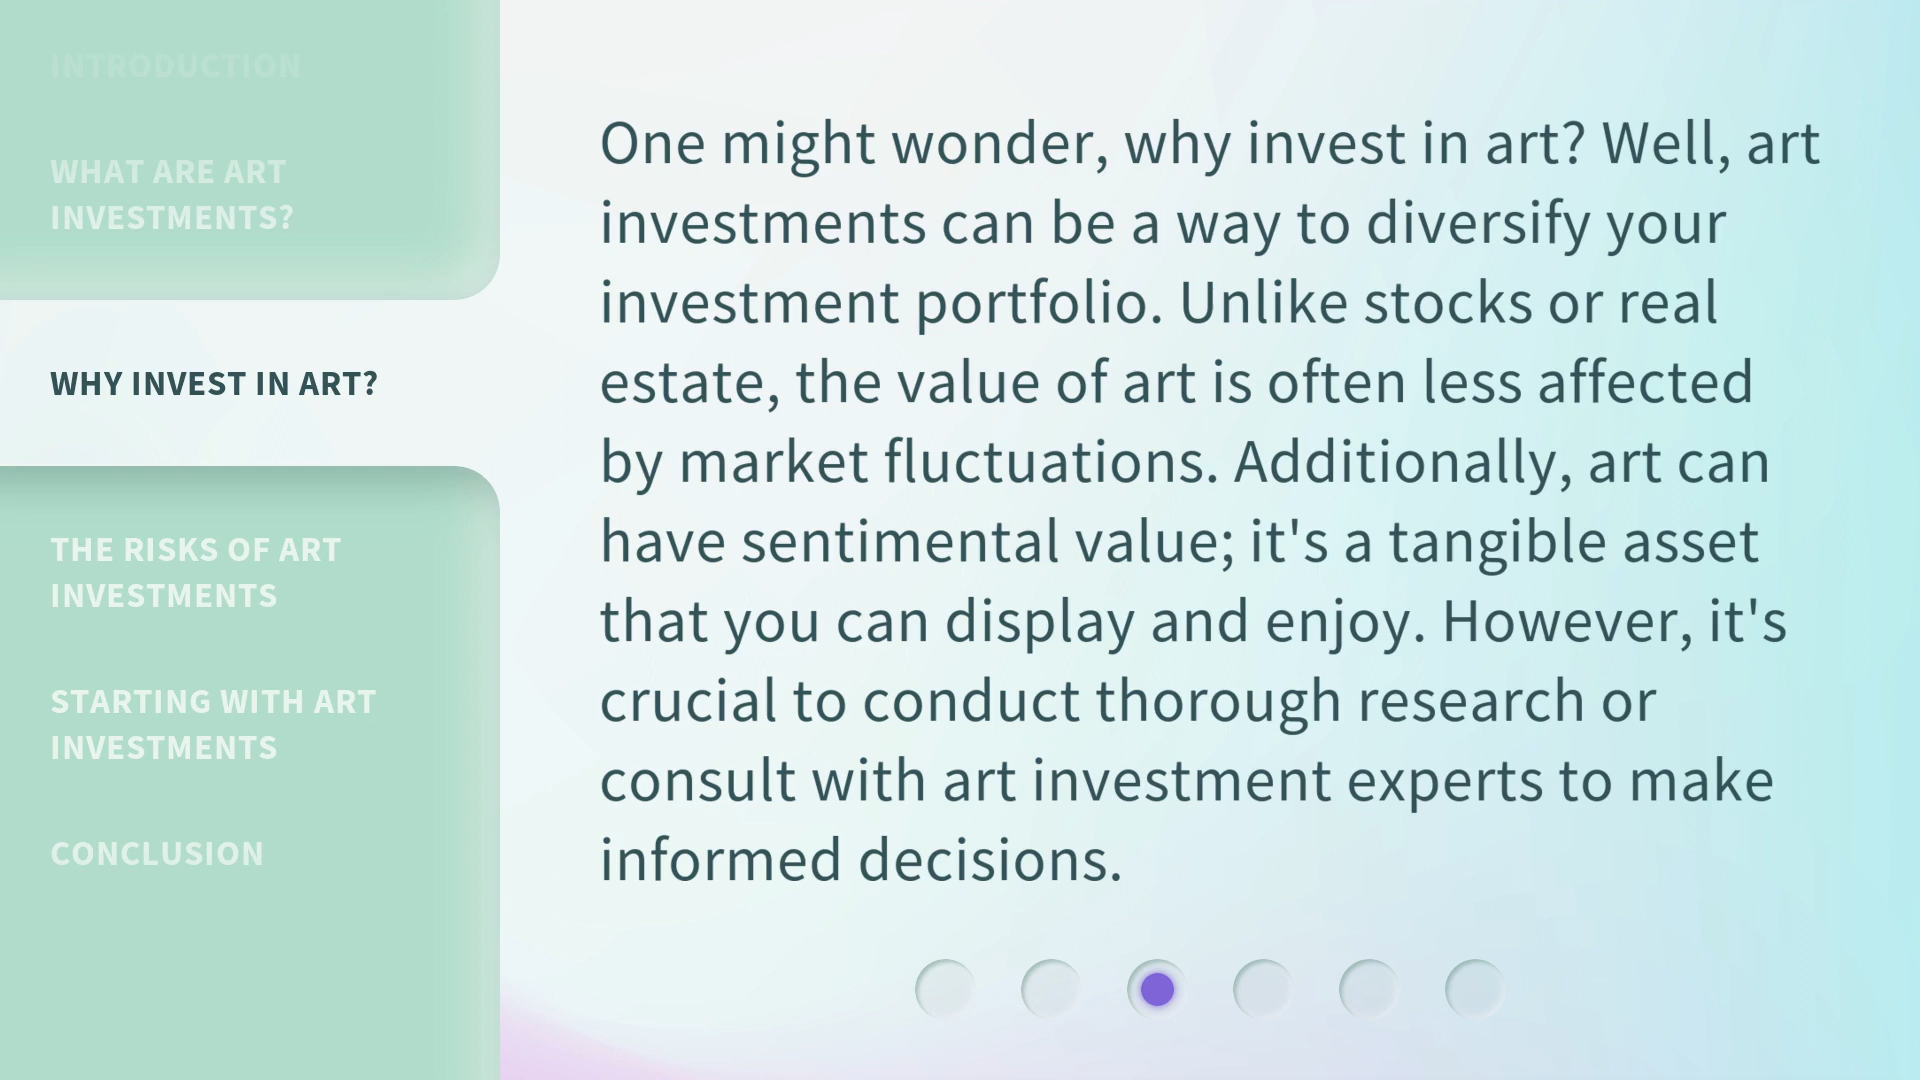 INTRODUCTION
WHAT ARE ART
INVESTMENTS?
WHY INVEST IN ART?
THE RISKS OF ART
INVESTMENTS
STARTING WITH ART
INVESTMENTS
CONCLUSION
One might wonder, why invest in art? Well, art
investments can be a way to diversify your
investment portfolio. Unlike stocks or real
estate, the value of art is often less affected
by market fluctuations. Additionally, art can
have sentimental value; it's a tangible asset
that you can display and enjoy. However, it's
crucial to conduct thorough research or
consult with art investment experts to make
informed decisions.